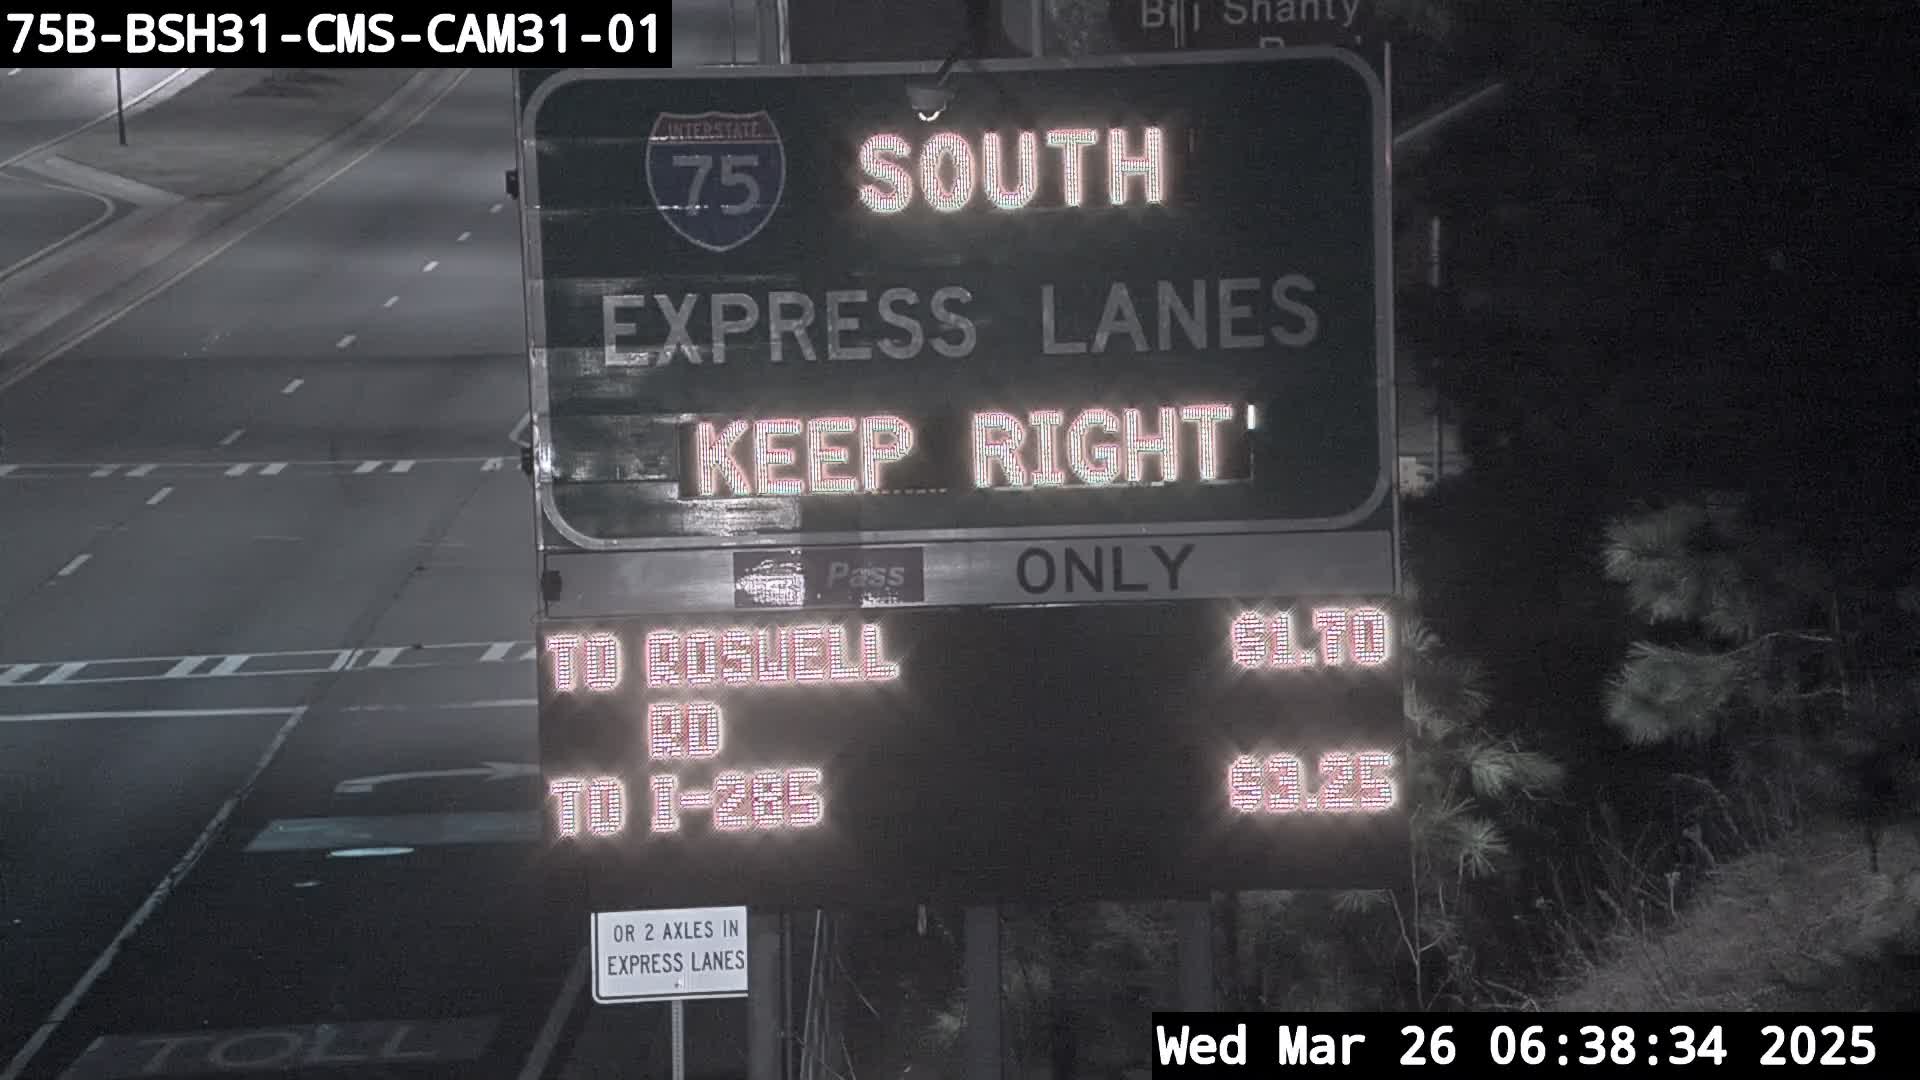 75B-BSH31-CMS-CAM31-01
Shanty
INTERSTATE
75
SOUTH
EXPRESS LANES
KEEP RIGHT
Pass ONLY
TO ROSWELL $1.70
RD
TO I-285 $3.25
OR 2 AXLES IN
EXPRESS LANES
TOLL
Wed Mar 26 06:38:34 2025